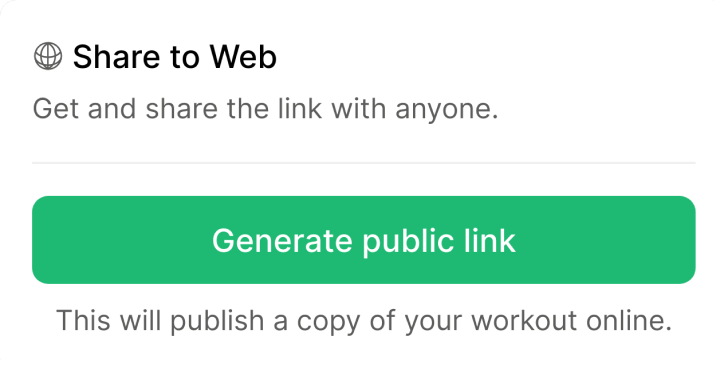 Share to Web
Get and share the link with anyone.
Generate public link
This will publish a copy of your workout online.